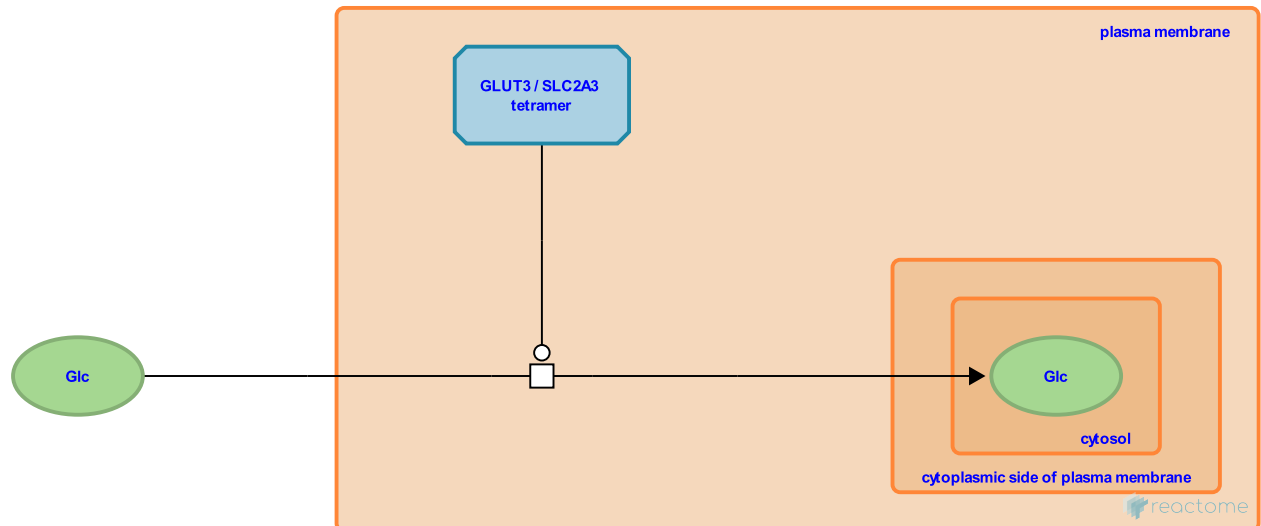 plasma membrane
GLUT3 / SLC2A3
tetramer
Glc
Glc
cytosol
cytoplasmic side of plasma membrane
reactome